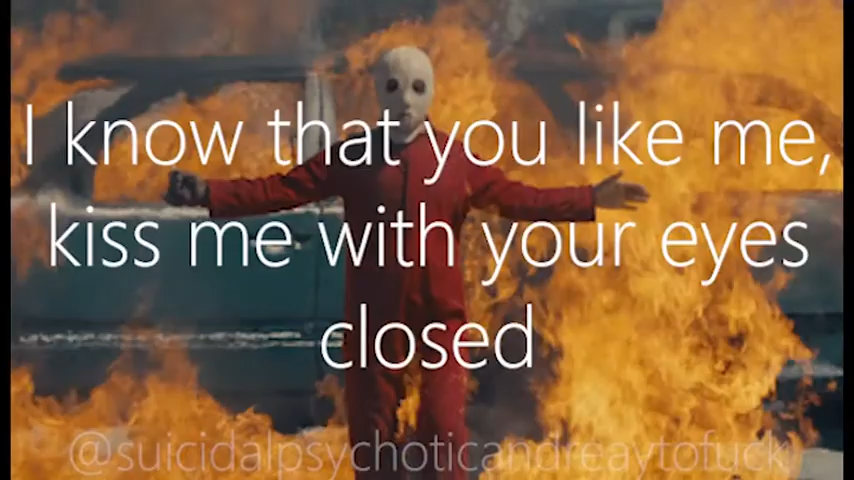 I know that you like me,
kiss me with your eyes
closed
@suicidalpsychoticandreaytofuck